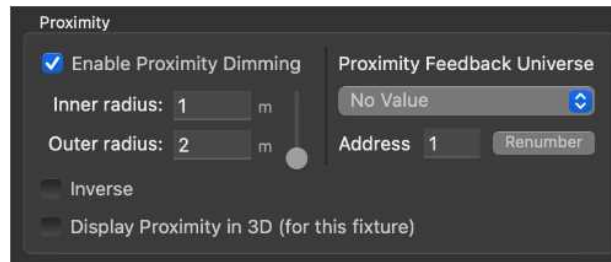 Proximity
Enable Proximity Dimming
Inner radius: 1 m
Outer radius: 2 m
Inverse
Display Proximity in 3D (for this fixture)
Proximity Feedback Universe
No Value
Address 1 Renumber